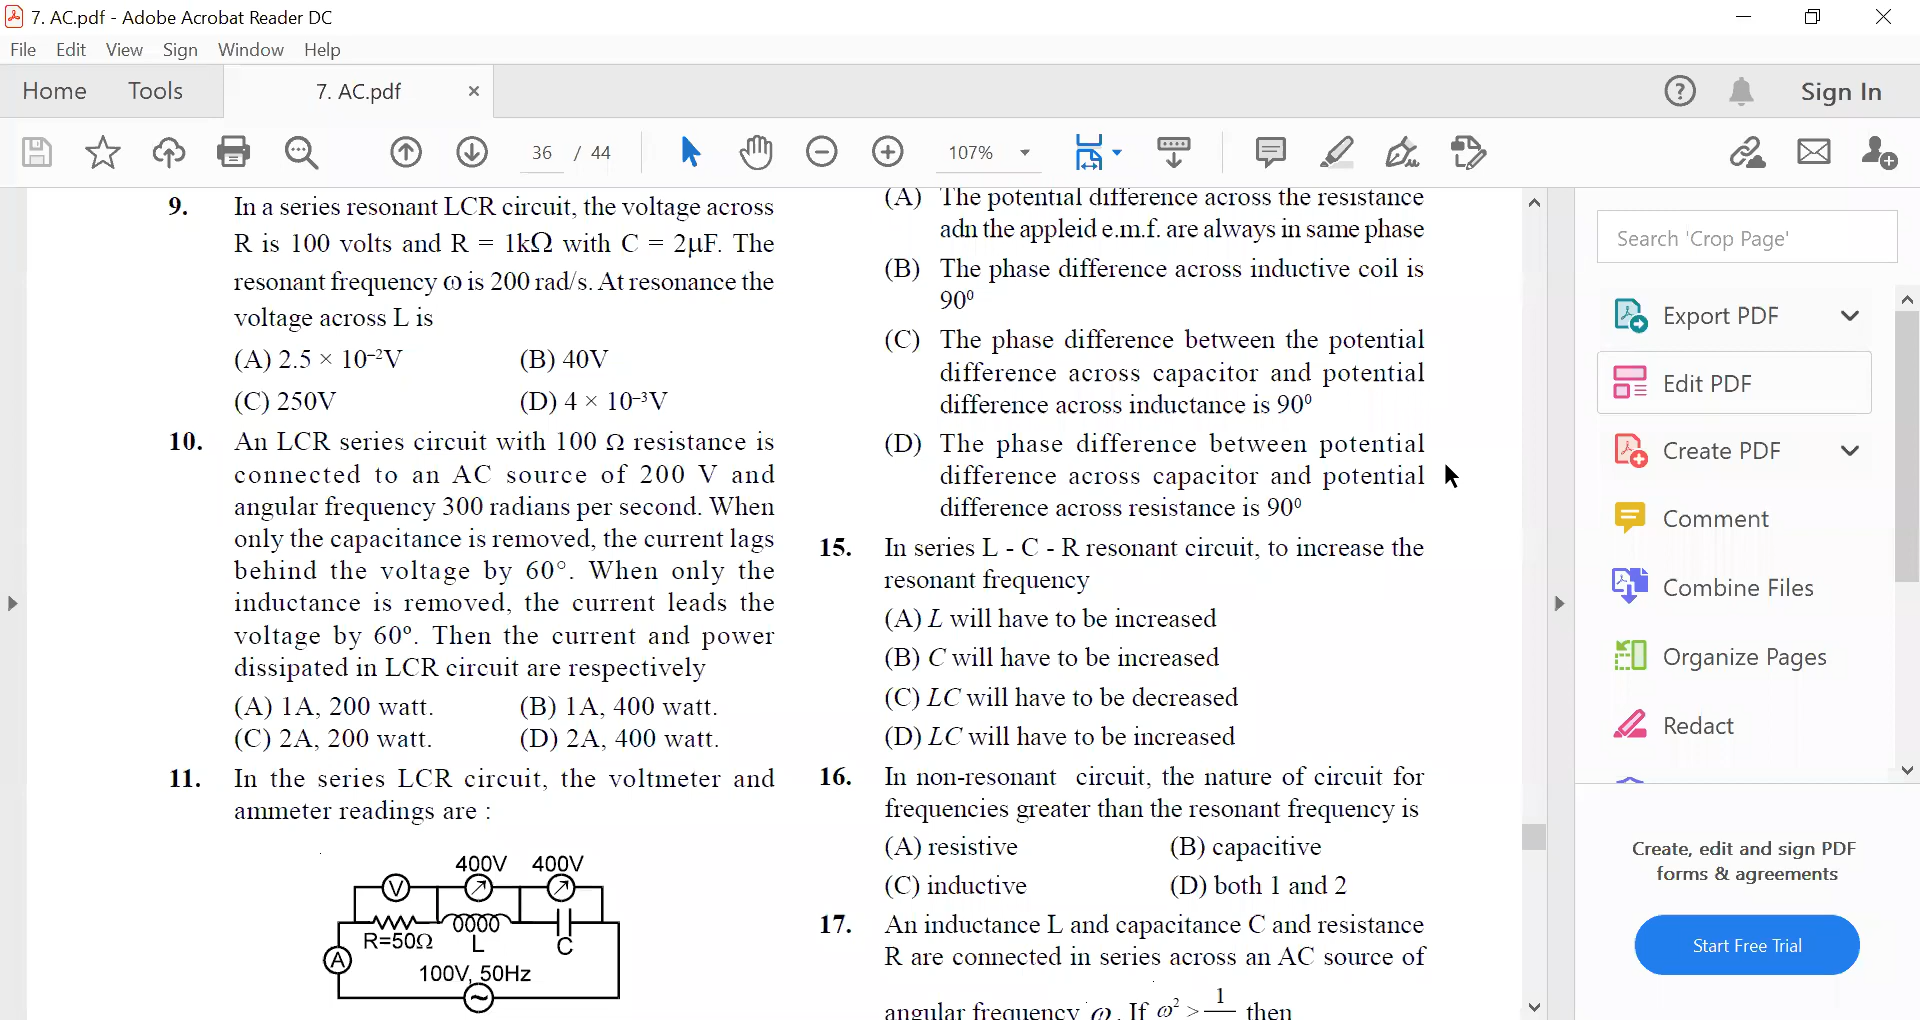 7. AC.pdf - Adobe Acrobat Reader DC
File Edit View Sign Window Help
Home Tools 7. AC.pdf × Sign In
36 / 44 107%
9. In a series resonant LCR circuit, the voltage across
R is 100 volts and R = 1kΩ with C = 2μF. The
resonant frequency ω is 200 rad/s. At resonance the
voltage across L is
(A) 2.5 × 10⁻²V (B) 40V
(C) 250V (D) 4 × 10⁻³V
10. An LCR series circuit with 100 Ω resistance is
connected to an AC source of 200 V and
angular frequency 300 radians per second. When
only the capacitance is removed, the current lags
behind the voltage by 60°. When only the
inductance is removed, the current leads the
voltage by 60º. Then the current and power
dissipated in LCR circuit are respectively
(A) 1A, 200 watt. (B) 1A, 400 watt.
(C) 2A, 200 watt. (D) 2A, 400 watt.
11. In the series LCR circuit, the voltmeter and
ammeter readings are :
400V 400V
V
R=50Ω L C
A
100V, 50Hz
~
(A) The potential difference across the resistance
adn the appleid e.m.f. are always in same phase
(B) The phase difference across inductive coil is
90⁰
(C) The phase difference between the potential
difference across capacitor and potential
difference across inductance is 90⁰
(D) The phase difference between potential
difference across capacitor and potential
difference across resistance is 90⁰
15. In series L - C - R resonant circuit, to increase the
resonant frequency
(A) L will have to be increased
(B) C will have to be increased
(C) LC will have to be decreased
(D) LC will have to be increased
16. In non-resonant circuit, the nature of circuit for
frequencies greater than the resonant frequency is
(A) resistive (B) capacitive
(C) inductive (D) both 1 and 2
17. An inductance L and capacitance C and resistance
R are connected in series across an AC source of
angular frequency ω. If ω² > 1 then
Search 'Crop Page'
Export PDF
Edit PDF
Create PDF
Comment
Combine Files
Organize Pages
Redact
Create, edit and sign PDF
forms & agreements
Start Free Trial